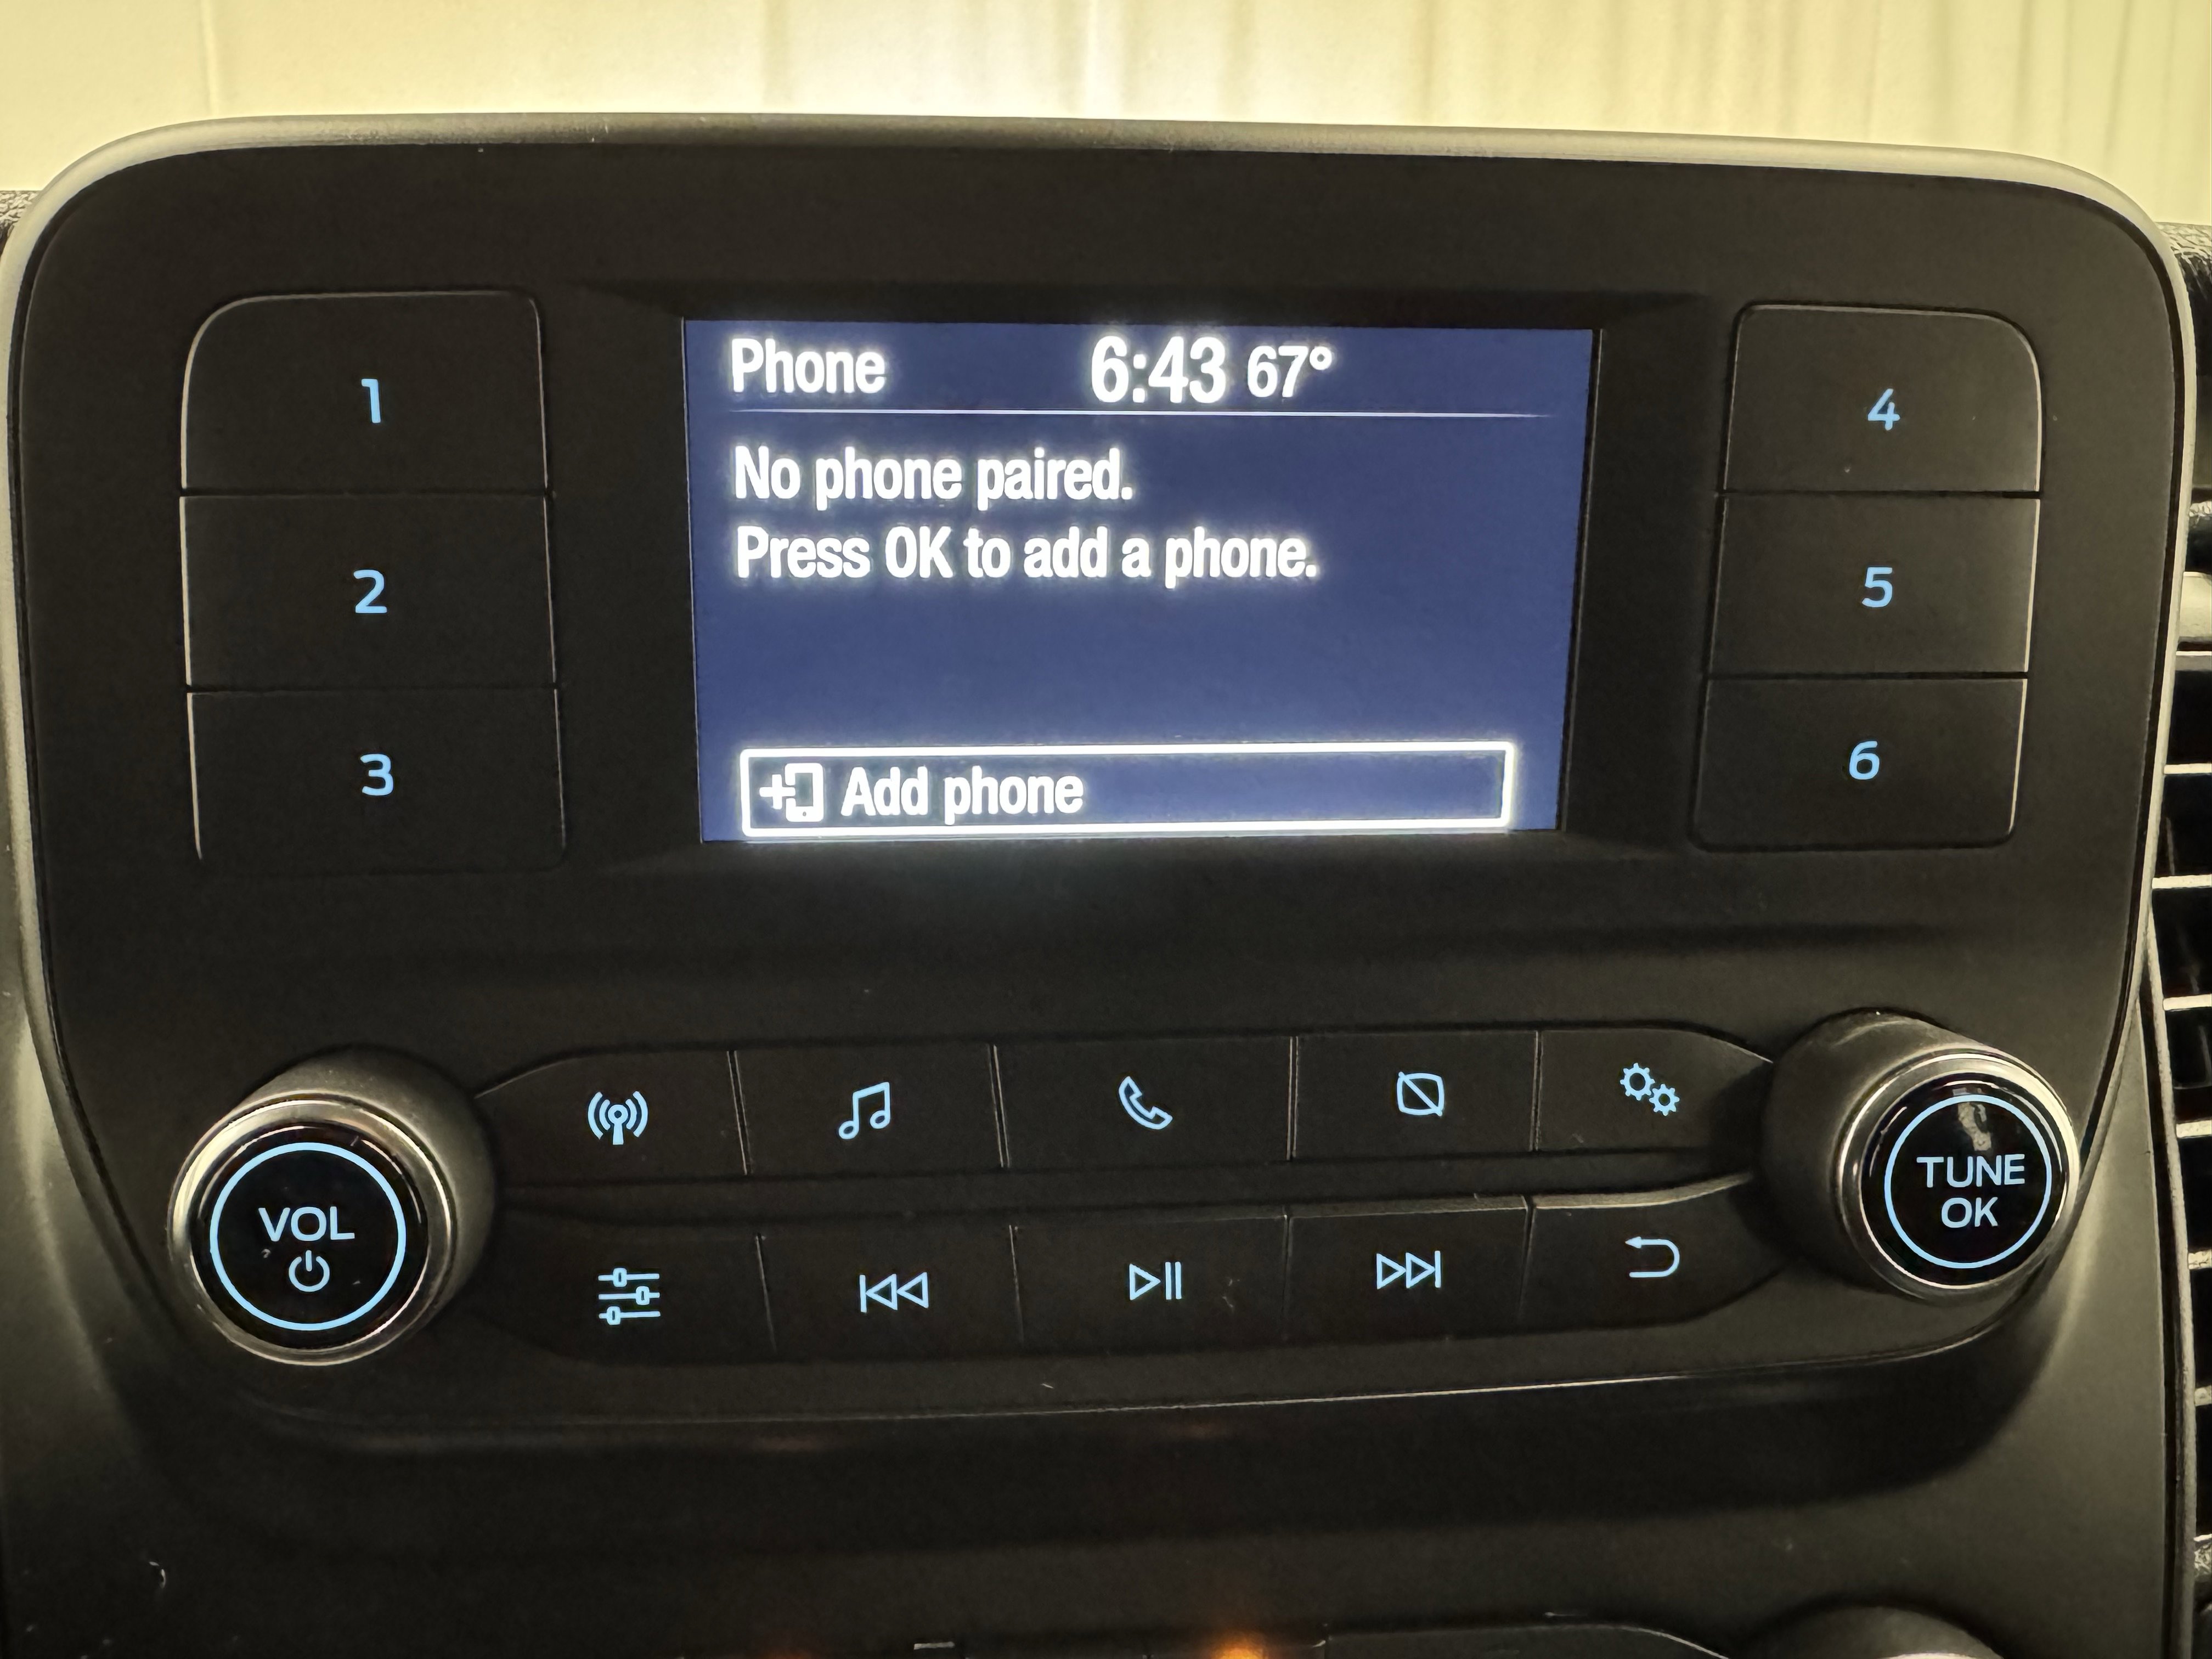 Phone 6:43 67°
No phone paired.
Press OK to add a phone.
Add phone
1
2
3
4
5
6
VOL
TUNE
OK